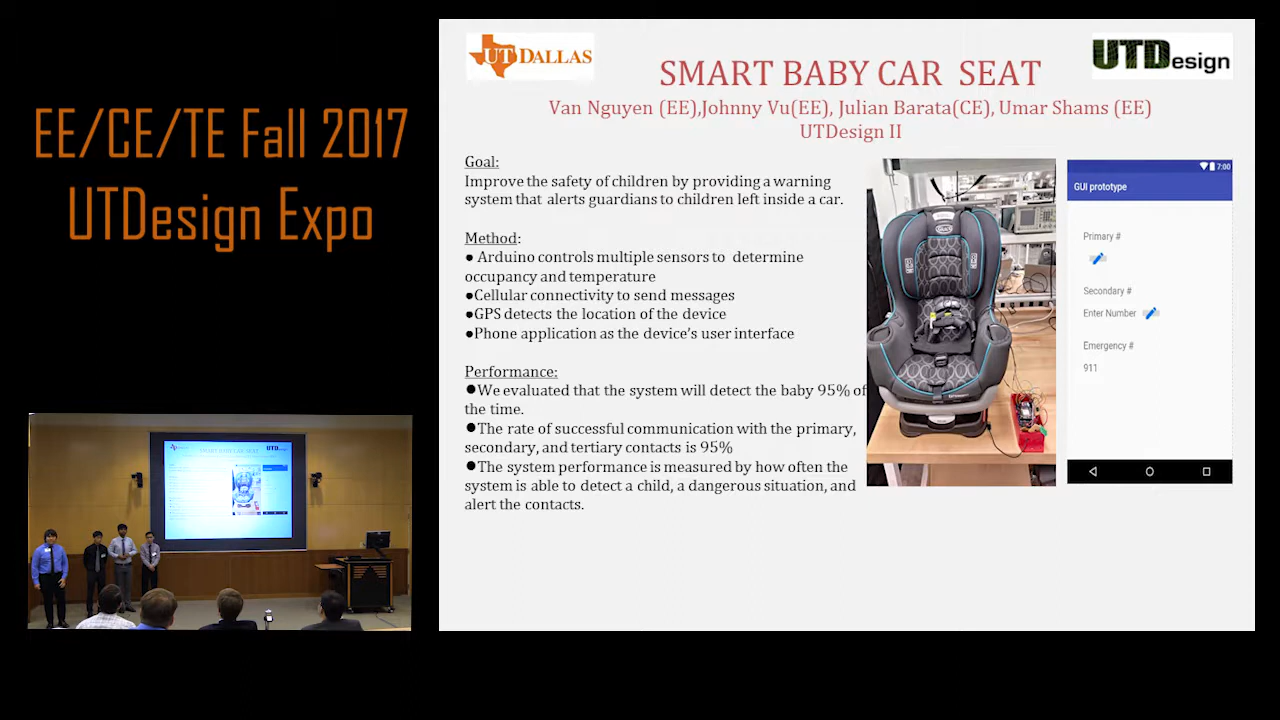 EE/CE/TE Fall 2017
UTDesign Expo
UT DALLAS
UTDesign
SMART BABY CAR SEAT
Van Nguyen (EE),Johnny Vu(EE), Julian Barata(CE), Umar Shams (EE)
UTDesign II
Goal:
Improve the safety of children by providing a warning
system that alerts guardians to children left inside a car.
Method:
● Arduino controls multiple sensors to determine
occupancy and temperature
●Cellular connectivity to send messages
●GPS detects the location of the device
●Phone application as the device's user interface
Performance:
●We evaluated that the system will detect the baby 95% of
the time.
●The rate of successful communication with the primary,
secondary, and tertiary contacts is 95%
●The system performance is measured by how often the
system is able to detect a child, a dangerous situation, and
alert the contacts.
7:00
GUI prototype
Primary #
Secondary #
Enter Number
Emergency #
911
SMART BABY CAR SEAT
UTDesign